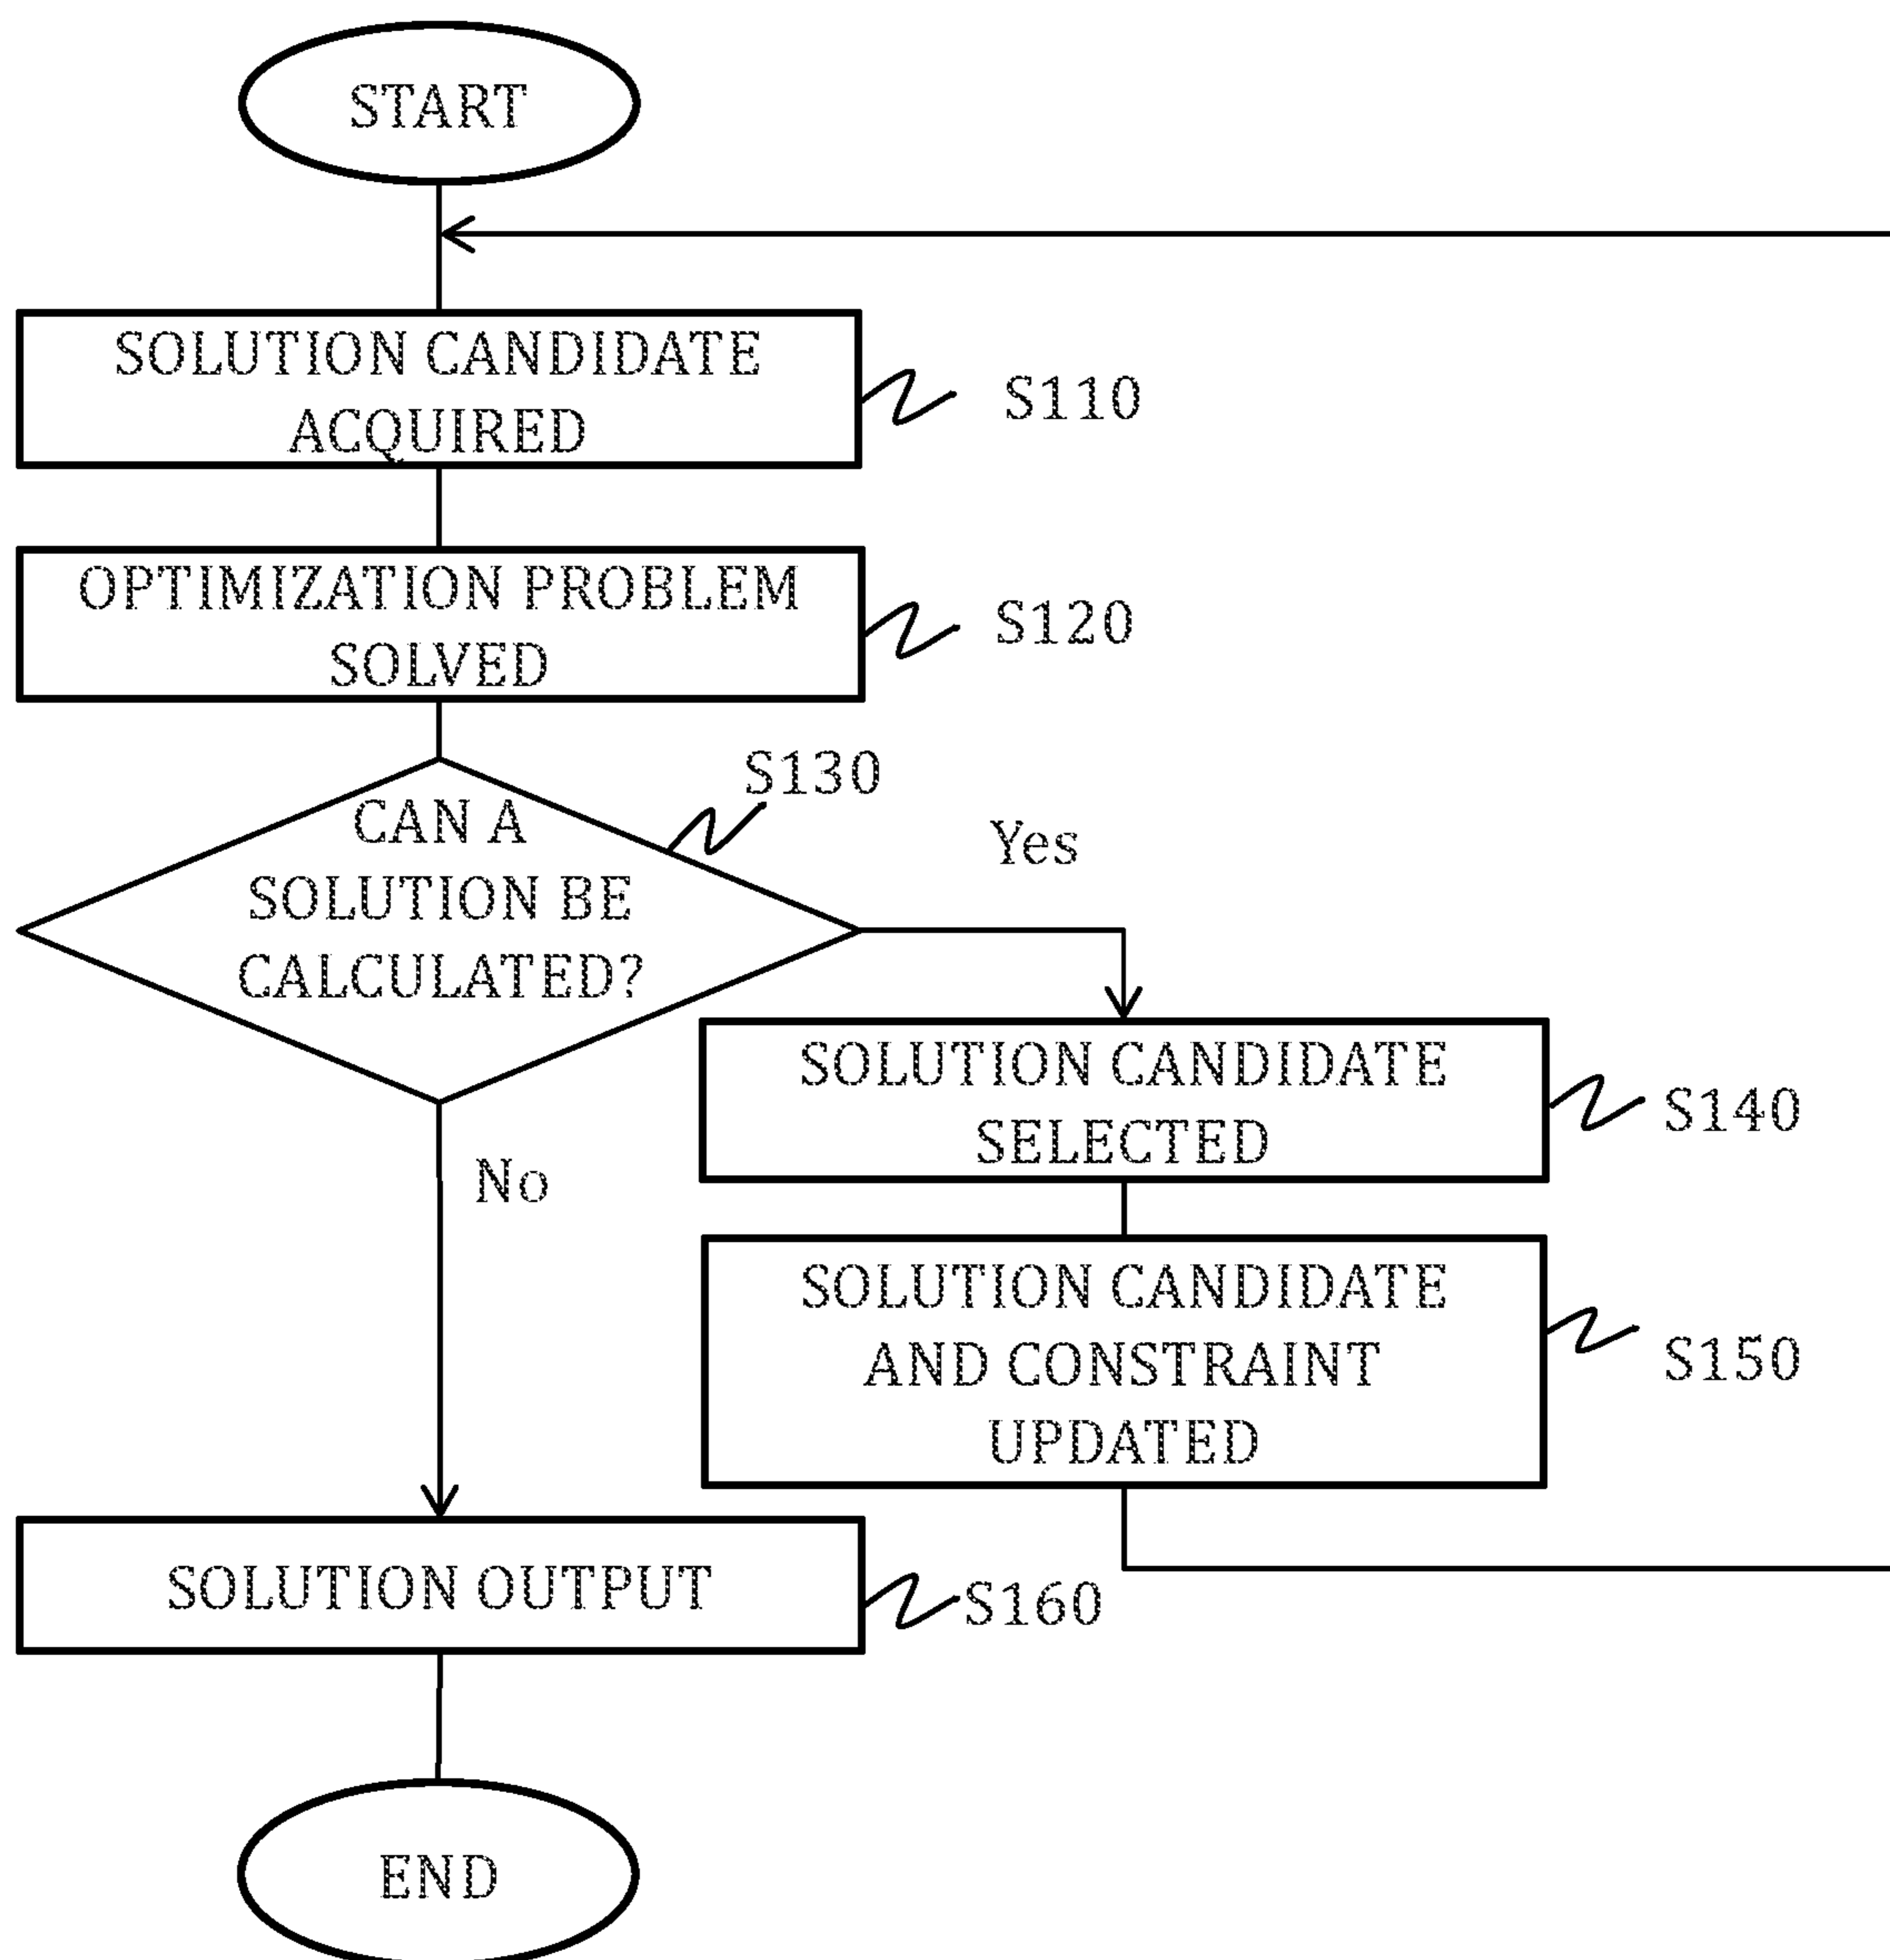 START
SOLUTION CANDIDATE
ACQUIRED
S110
OPTIMIZATION PROBLEM
SOLVED
S120
S130
CAN A
SOLUTION BE
CALCULATED?
Yes
SOLUTION CANDIDATE
SELECTED
S140
No
SOLUTION CANDIDATE
AND CONSTRAINT
UPDATED
S150
SOLUTION OUTPUT
S160
END